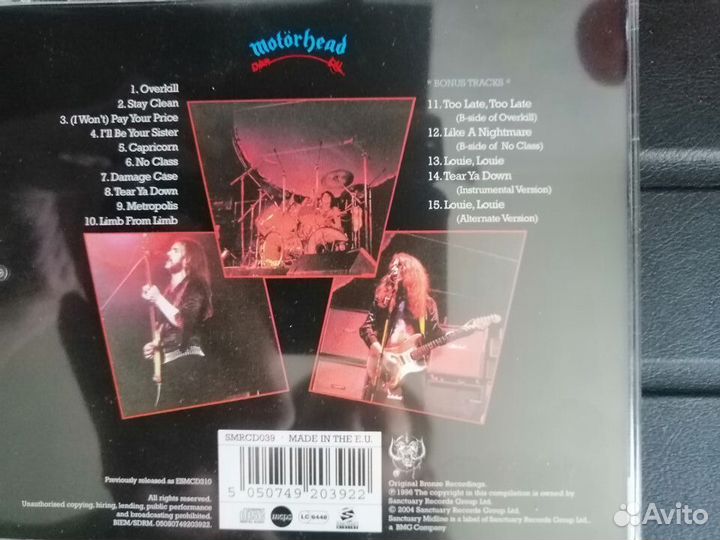 Motörhead
1. Overkill
2. Stay Clean
3. (I Won't) Pay Your Price
4. I'll Be Your Sister
5. Capricorn
6. No Class
7. Damage Case
8. Tear Ya Down
9. Metropolis
10. Limb From Limb
* BONUS TRACKS *
11. Too Late, Too Late
(B-side of Overkill)
12. Like A Nightmare
(B-side of No Class)
13. Louie, Louie
14. Tear Ya Down
(Instrumental Version)
15. Louie, Louie
(Alternate Version)
SMRCD039 · MADE IN THE E.U.
5 050749 203922
Previously released as ESMCD310
All rights reserved.
Unauthorised copying, hiring, lending, public performance
and broadcasting prohibited.
BIEM/SDRM. 05050749203922.
mcps
LC 6448
Original Bronze Recordings.
℗ 1996 The copyright in this compilation is owned by
Sanctuary Records Group Ltd.
© 2004 Sanctuary Records Group Ltd.
Sanctuary Midline is a label of Sanctuary Records Group Ltd.,
a BMG Company
Avito